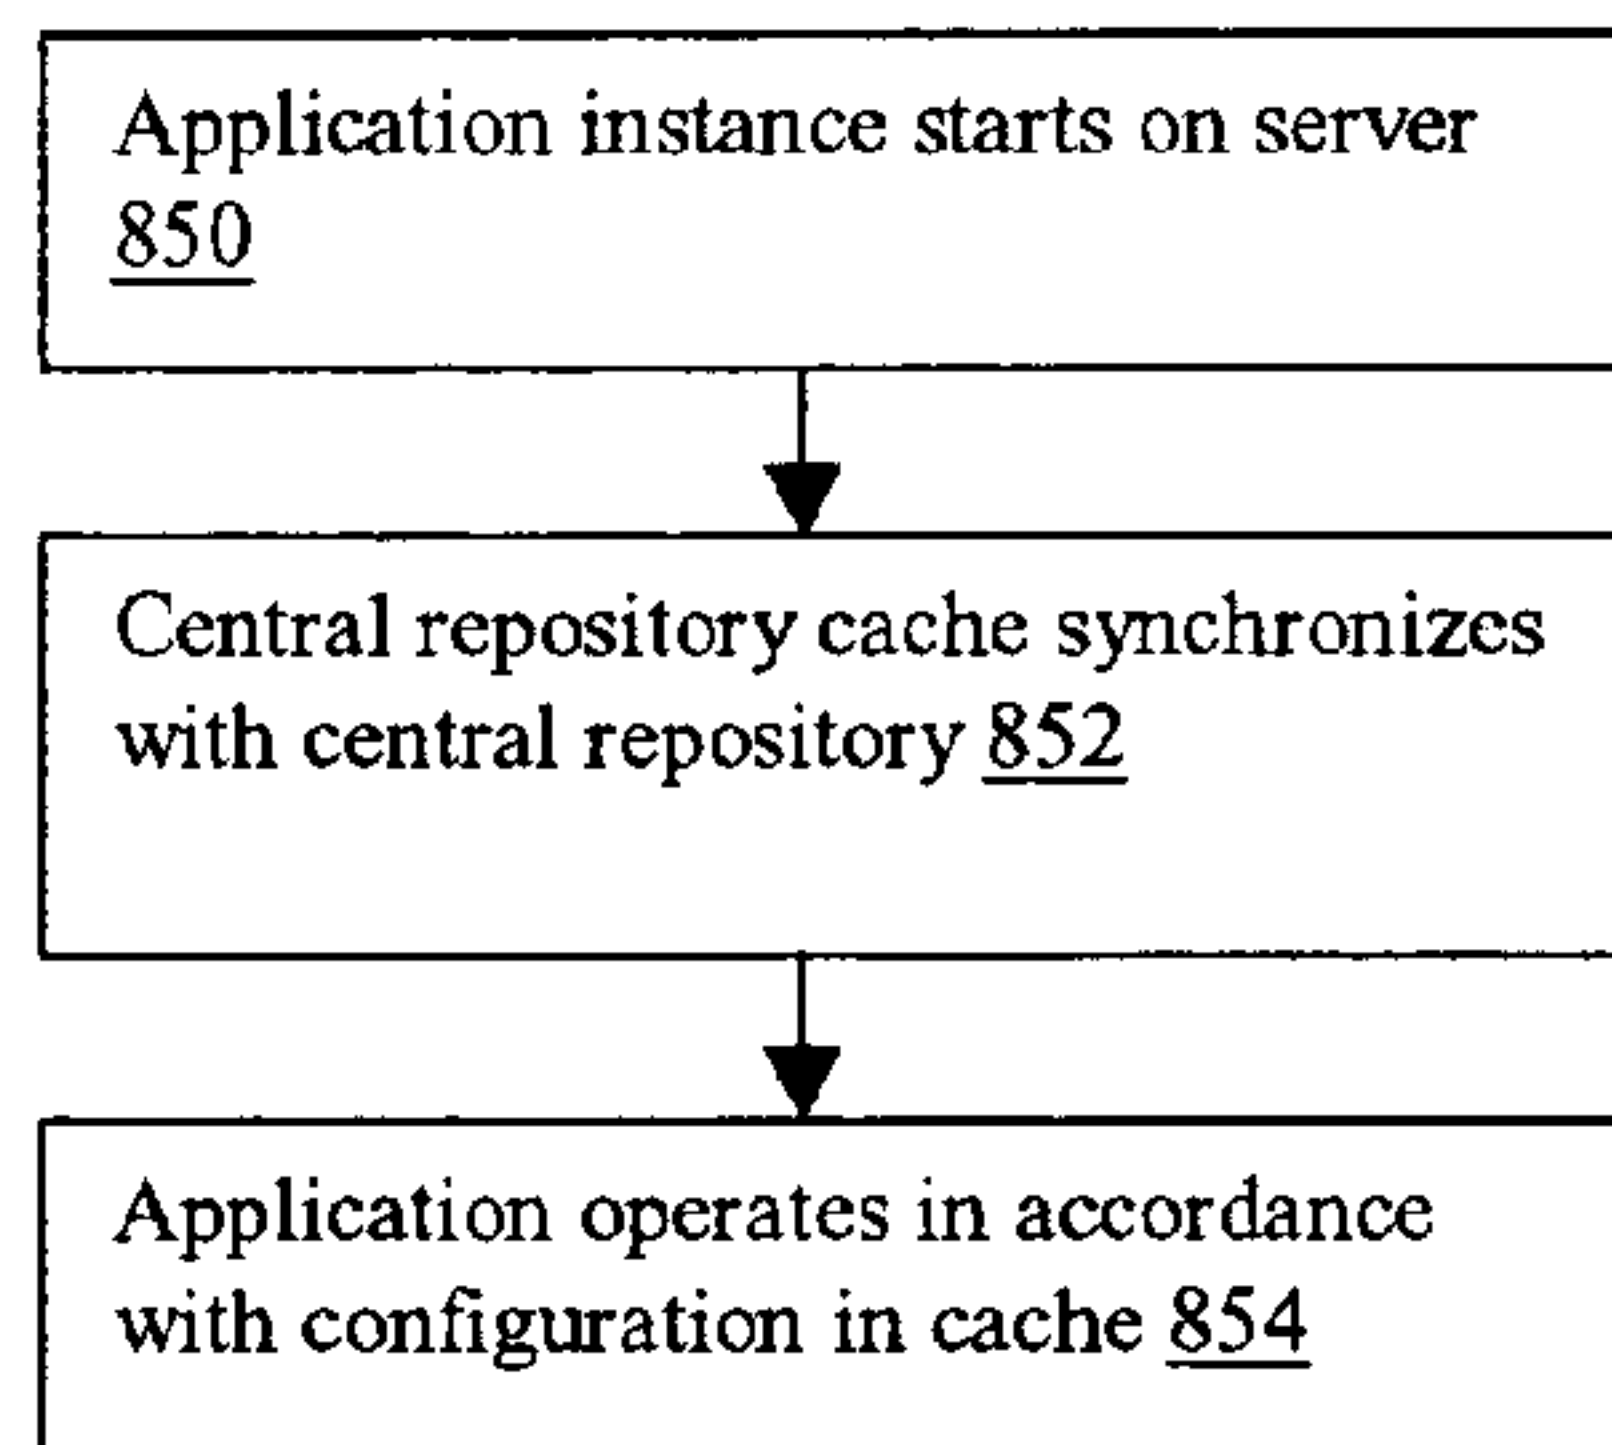 Application instance starts on server
850
Central repository cache synchronizes
with central repository 852
Application operates in accordance
with configuration in cache 854